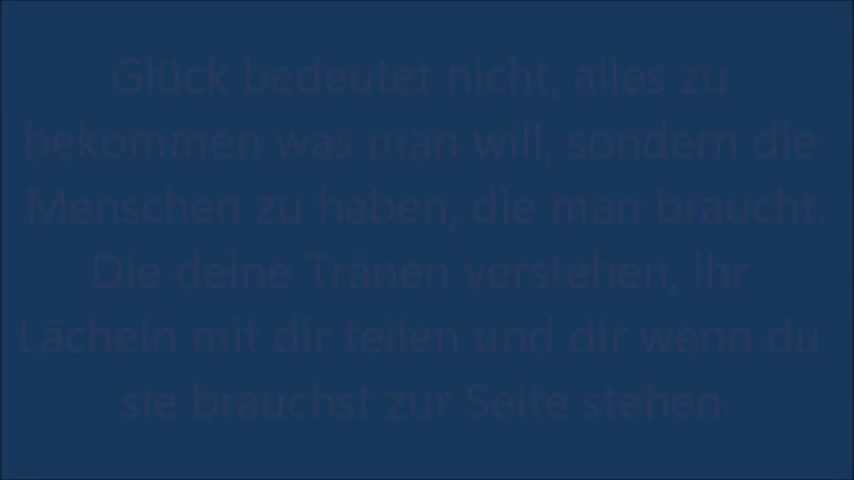 Glück bedeutet nicht, alles zu
bekommen was man will, sondern die
Menschen zu haben, die man braucht.
Die deine Tränen verstehen, ihr
Lächeln mit dir teilen und dir wenn du
sie brauchst zur Seite stehen